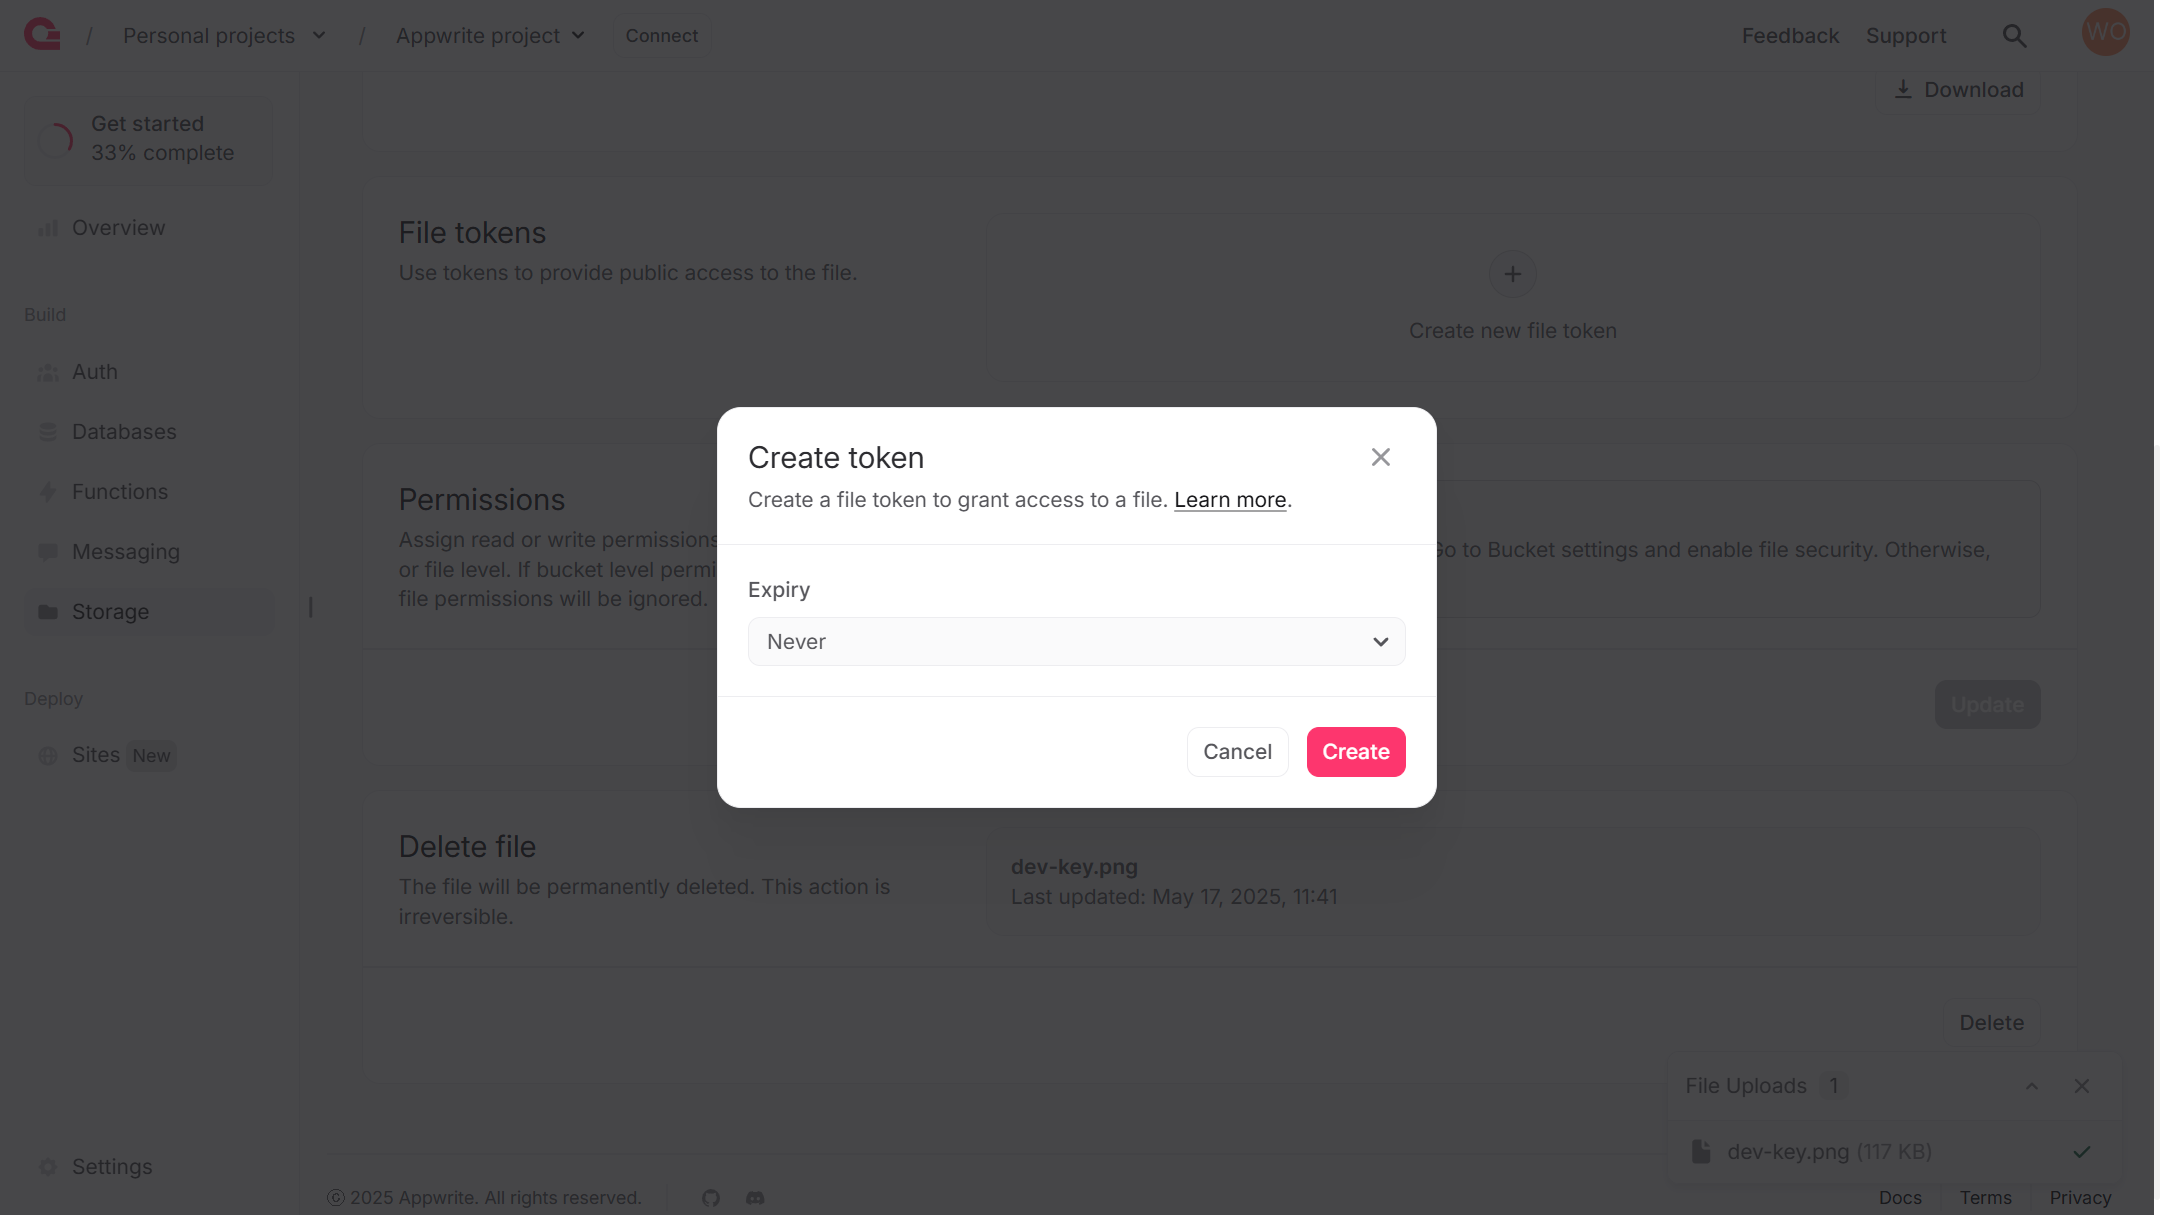 / Personal projects / Appwrite project Connect Feedback Support WO
Get started
33% complete
Download
Overview
Build
Auth
Databases
Functions
Messaging
Storage
Deploy
Sites New
Settings
File tokens
Use tokens to provide public access to the file.
Create new file token
Permissions
Assign read or write permissions
or file level. If bucket level permi
file permissions will be ignored.
Go to Bucket settings and enable file security. Otherwise,
Update
Create token
Create a file token to grant access to a file. Learn more.
Expiry
Never
Cancel Create
Delete file
The file will be permanently deleted. This action is
irreversible.
dev-key.png
Last updated: May 17, 2025, 11:41
Delete
File Uploads 1
dev-key.png (117 KB)
© 2025 Appwrite. All rights reserved.
Docs Terms Privacy